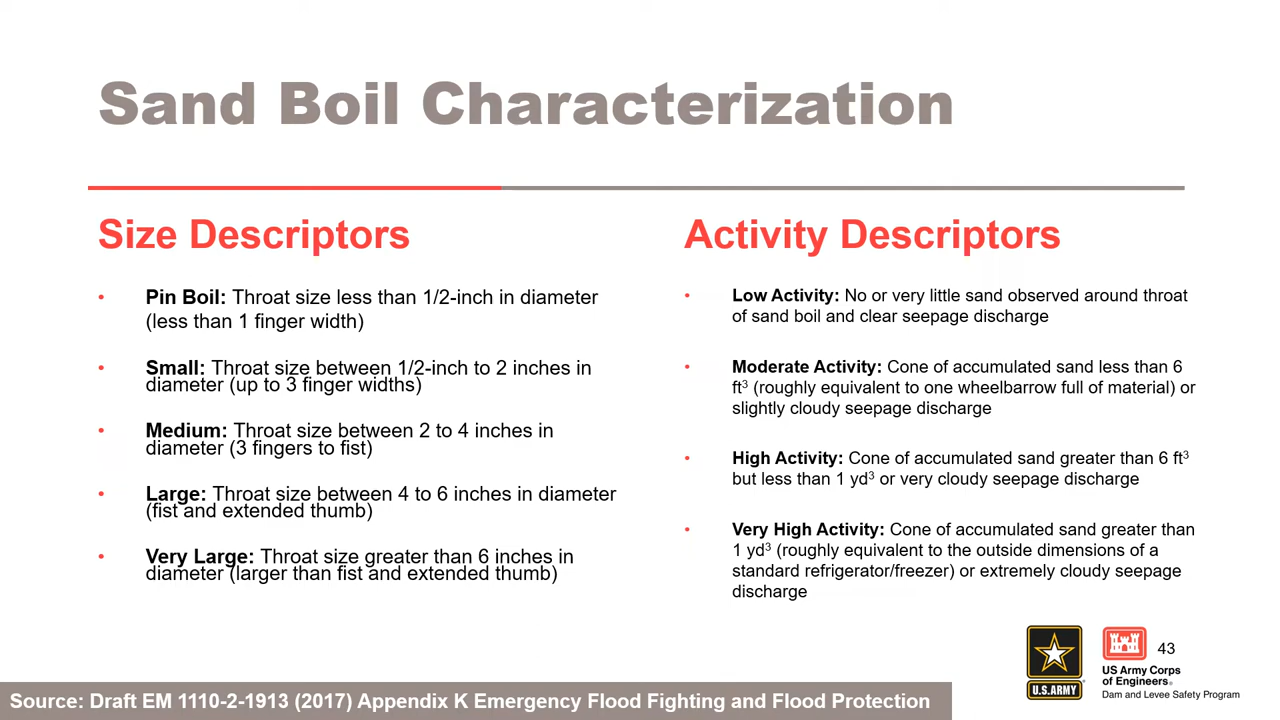 Sand Boil Characterization
Size Descriptors
• Pin Boil: Throat size less than 1/2-inch in diameter
(less than 1 finger width)
• Small: Throat size between 1/2-inch to 2 inches in
diameter (up to 3 finger widths)
• Medium: Throat size between 2 to 4 inches in
diameter (3 fingers to fist)
• Large: Throat size between 4 to 6 inches in diameter
(fist and extended thumb)
• Very Large: Throat size greater than 6 inches in
diameter (larger than fist and extended thumb)
Activity Descriptors
• Low Activity: No or very little sand observed around throat
of sand boil and clear seepage discharge
• Moderate Activity: Cone of accumulated sand less than 6
ft³ (roughly equivalent to one wheelbarrow full of material) or
slightly cloudy seepage discharge
• High Activity: Cone of accumulated sand greater than 6 ft³
but less than 1 yd³ or very cloudy seepage discharge
• Very High Activity: Cone of accumulated sand greater than
1 yd³ (roughly equivalent to the outside dimensions of a
standard refrigerator/freezer) or extremely cloudy seepage
discharge
U.S. ARMY
43
US Army Corps
of Engineers®
Dam and Levee Safety Program
Source: Draft EM 1110-2-1913 (2017) Appendix K Emergency Flood Fighting and Flood Protection